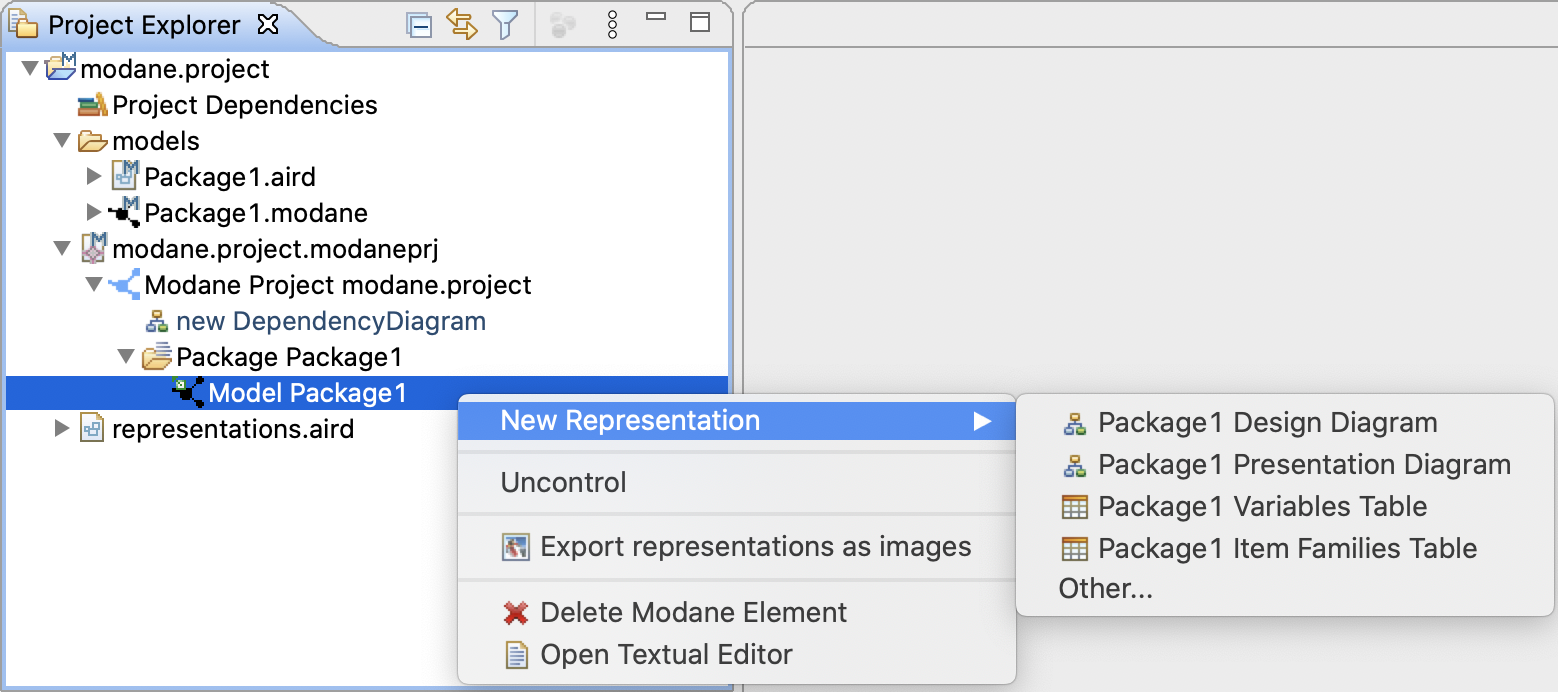 Project Explorer
modane.project
Project Dependencies
models
Package1.aird
Package1.modane
modane.project.modaneprj
Modane Project modane.project
new DependencyDiagram
Package Package1
Model Package1
representations.aird
New Representation
Uncontrol
Export representations as images
Delete Modane Element
Open Textual Editor
Package1 Design Diagram
Package1 Presentation Diagram
Package1 Variables Table
Package1 Item Families Table
Other...